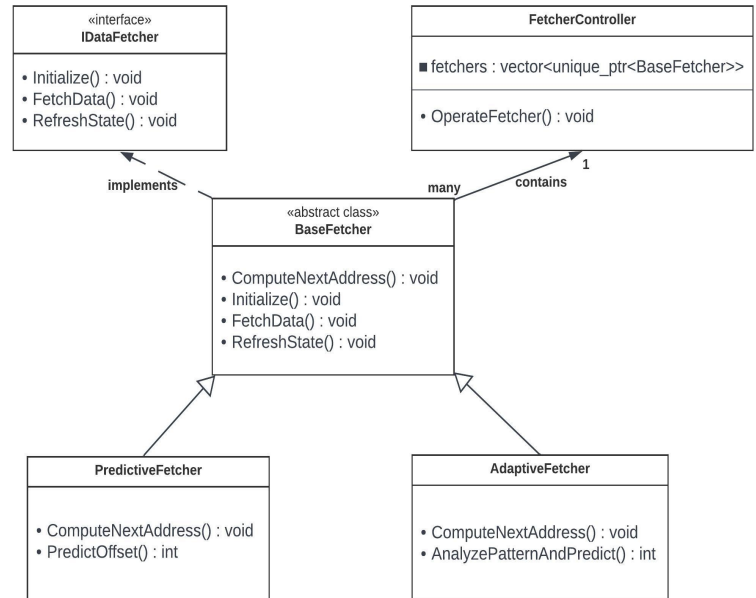 «interface»
IDataFetcher
• Initialize() : void
• FetchData() : void
• RefreshState() : void
FetcherController
■ fetchers : vector<unique_ptr<BaseFetcher>>
• OperateFetcher() : void
implements
many
contains
1
«abstract class»
BaseFetcher
• ComputeNextAddress() : void
• Initialize() : void
• FetchData() : void
• RefreshState() : void
PredictiveFetcher
• ComputeNextAddress() : void
• PredictOffset() : int
AdaptiveFetcher
• ComputeNextAddress() : void
• AnalyzePatternAndPredict() : int